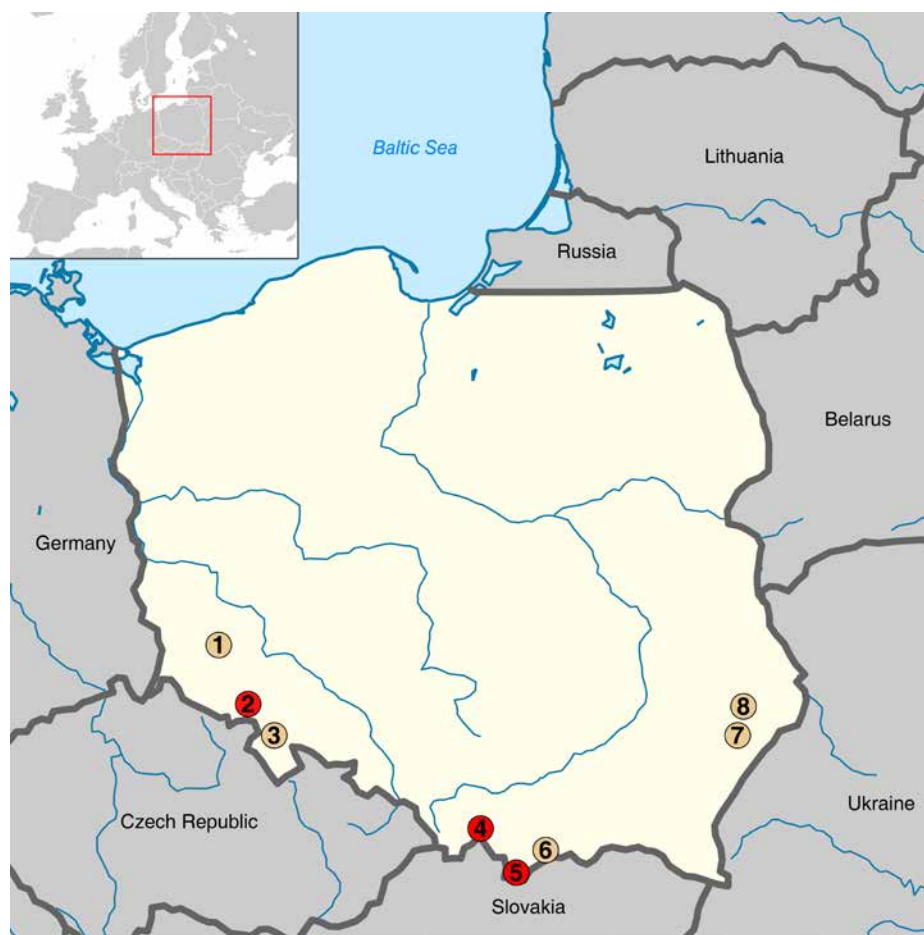 Baltic Sea
Lithuania
Russia
Belarus
Germany
1
2
3
8
7
Ukraine
Czech Republic
4
6
5
Slovakia